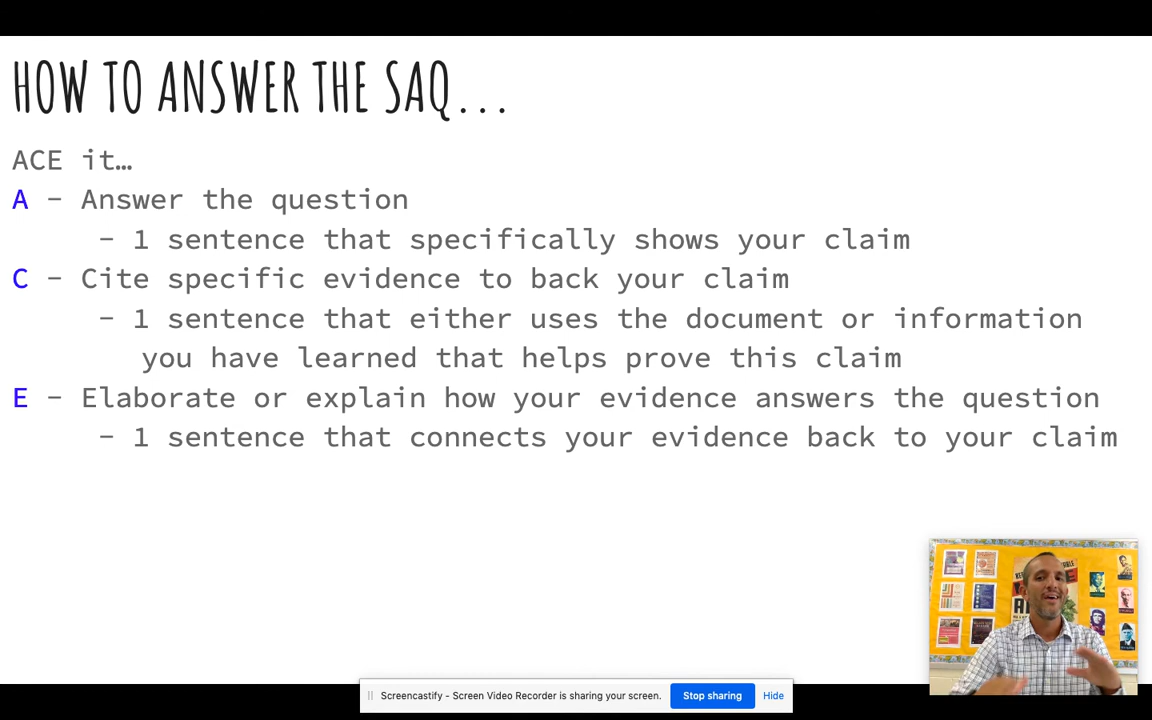 HOW TO ANSWER THE SAQ...
ACE it…
A - Answer the question
- 1 sentence that specifically shows your claim
C - Cite specific evidence to back your claim
- 1 sentence that either uses the document or information
you have learned that helps prove this claim
E - Elaborate or explain how your evidence answers the question
- 1 sentence that connects your evidence back to your claim
Screencastify - Screen Video Recorder is sharing your screen.
Stop sharing
Hide